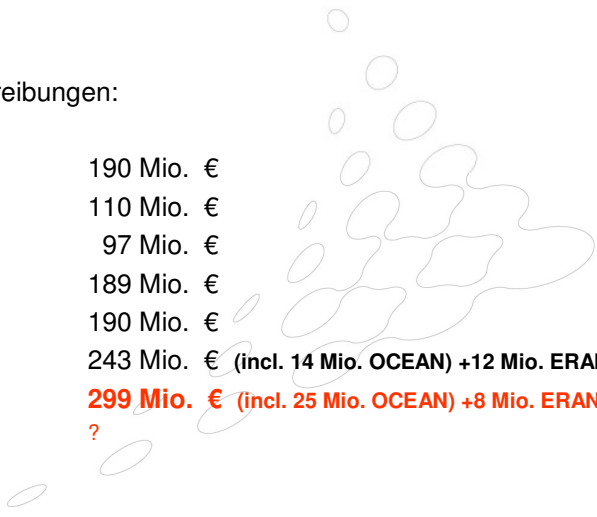 reibungen:
190 Mio. €
110 Mio. €
97 Mio. €
189 Mio. €
190 Mio. €
243 Mio. € (incl. 14 Mio. OCEAN) +12 Mio. ERA
299 Mio. € (incl. 25 Mio. OCEAN) +8 Mio. ERAN
?